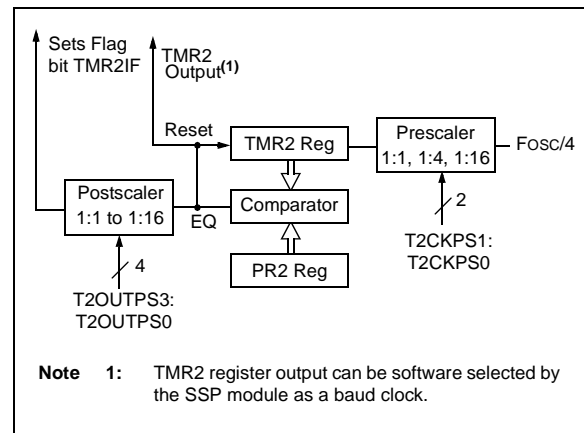 Sets Flag
bit TMR2IF
TMR2
Output(1)
Reset
TMR2 Reg
Prescaler
1:1, 1:4, 1:16
FOSC/4
Postscaler
1:1 to 1:16
EQ
Comparator
2
4
PR2 Reg
T2CKPS1:
T2CKPS0
T2OUTPS3:
T2OUTPS0
Note 1: TMR2 register output can be software selected by
the SSP module as a baud clock.